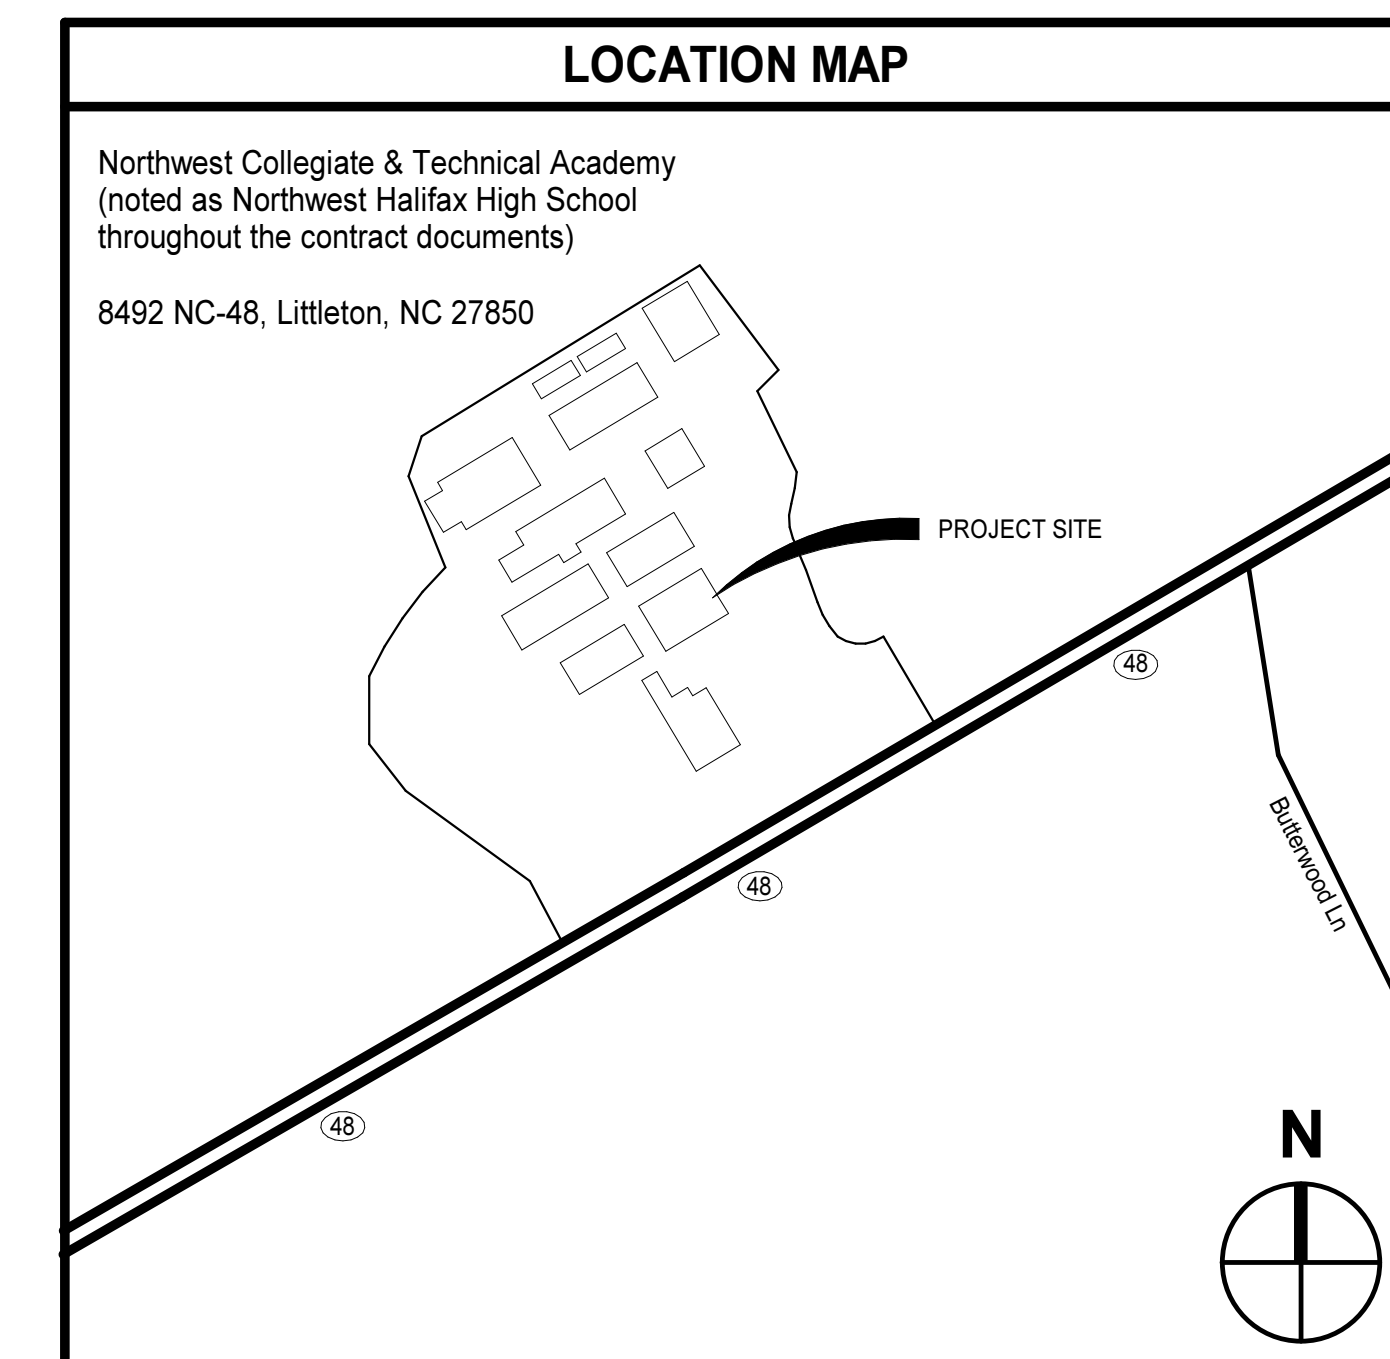 LOCATION MAP
Northwest Collegiate & Technical Academy
(noted as Northwest Halifax High School
throughout the contract documents)
8492 NC-48, Littleton, NC 27850
PROJECT SITE
48
48
Butterwood Ln
48
N